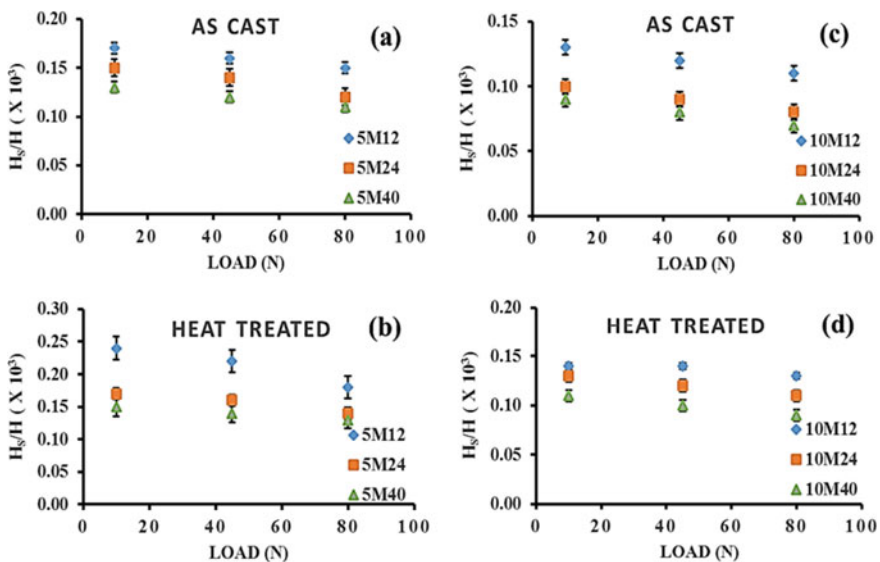 AS CAST
(a)
0.20
0.15
0.10
0.05
0.00
H_S/H ( X 10³)
5M12
5M24
5M40
0 20 40 60 80 100
LOAD (N)
AS CAST
(c)
0.15
0.10
0.05
0.00
H_S/H ( X 10³)
10M12
10M24
10M40
0 20 40 60 80 100
LOAD (N)
HEAT TREATED
(b)
0.30
0.25
0.20
0.15
0.10
0.05
0.00
H_S/H ( X 10³)
5M12
5M24
5M40
0 20 40 60 80 100
LOAD (N)
HEAT TREATED
(d)
0.20
0.15
0.10
0.05
0.00
H_S/H ( X 10³)
10M12
10M24
10M40
0 20 40 60 80 100
LOAD (N)